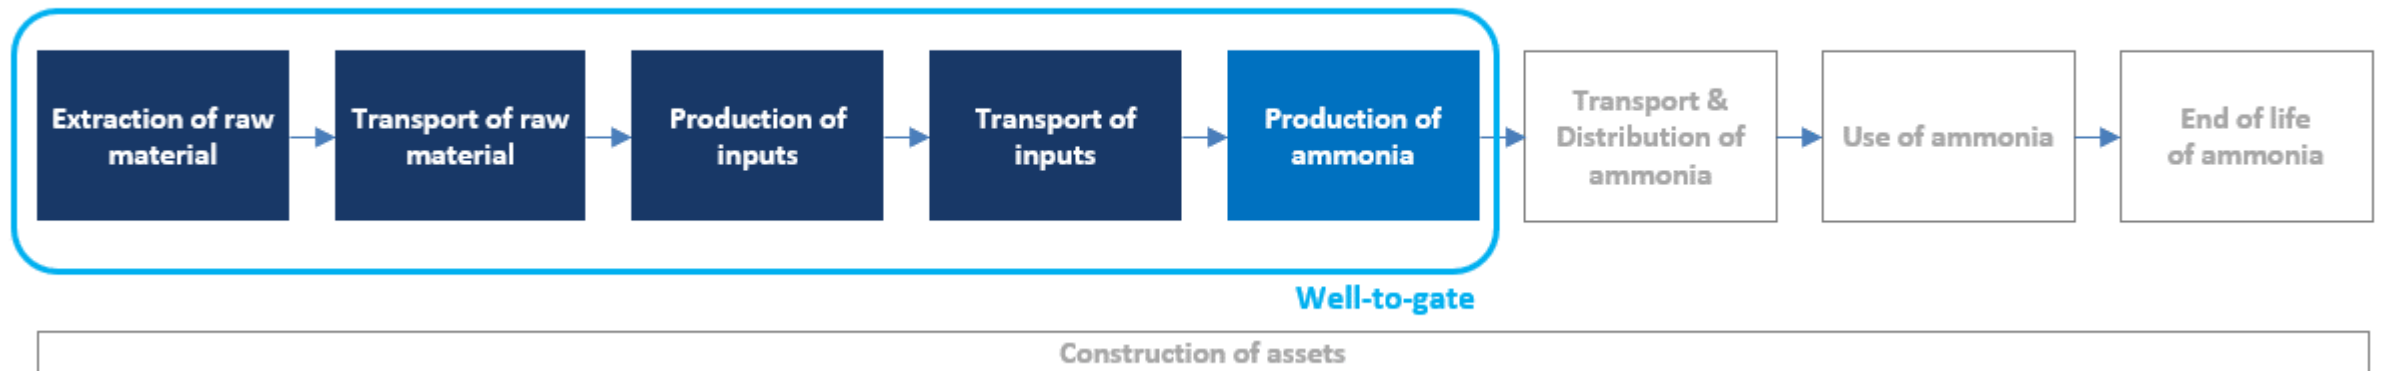 Extraction of raw
material
Transport of raw
material
Production of
inputs
Transport of
inputs
Production of
ammonia
Transport &
Distribution of
ammonia
Use of ammonia
End of life
of ammonia
Well-to-gate
Construction of assets